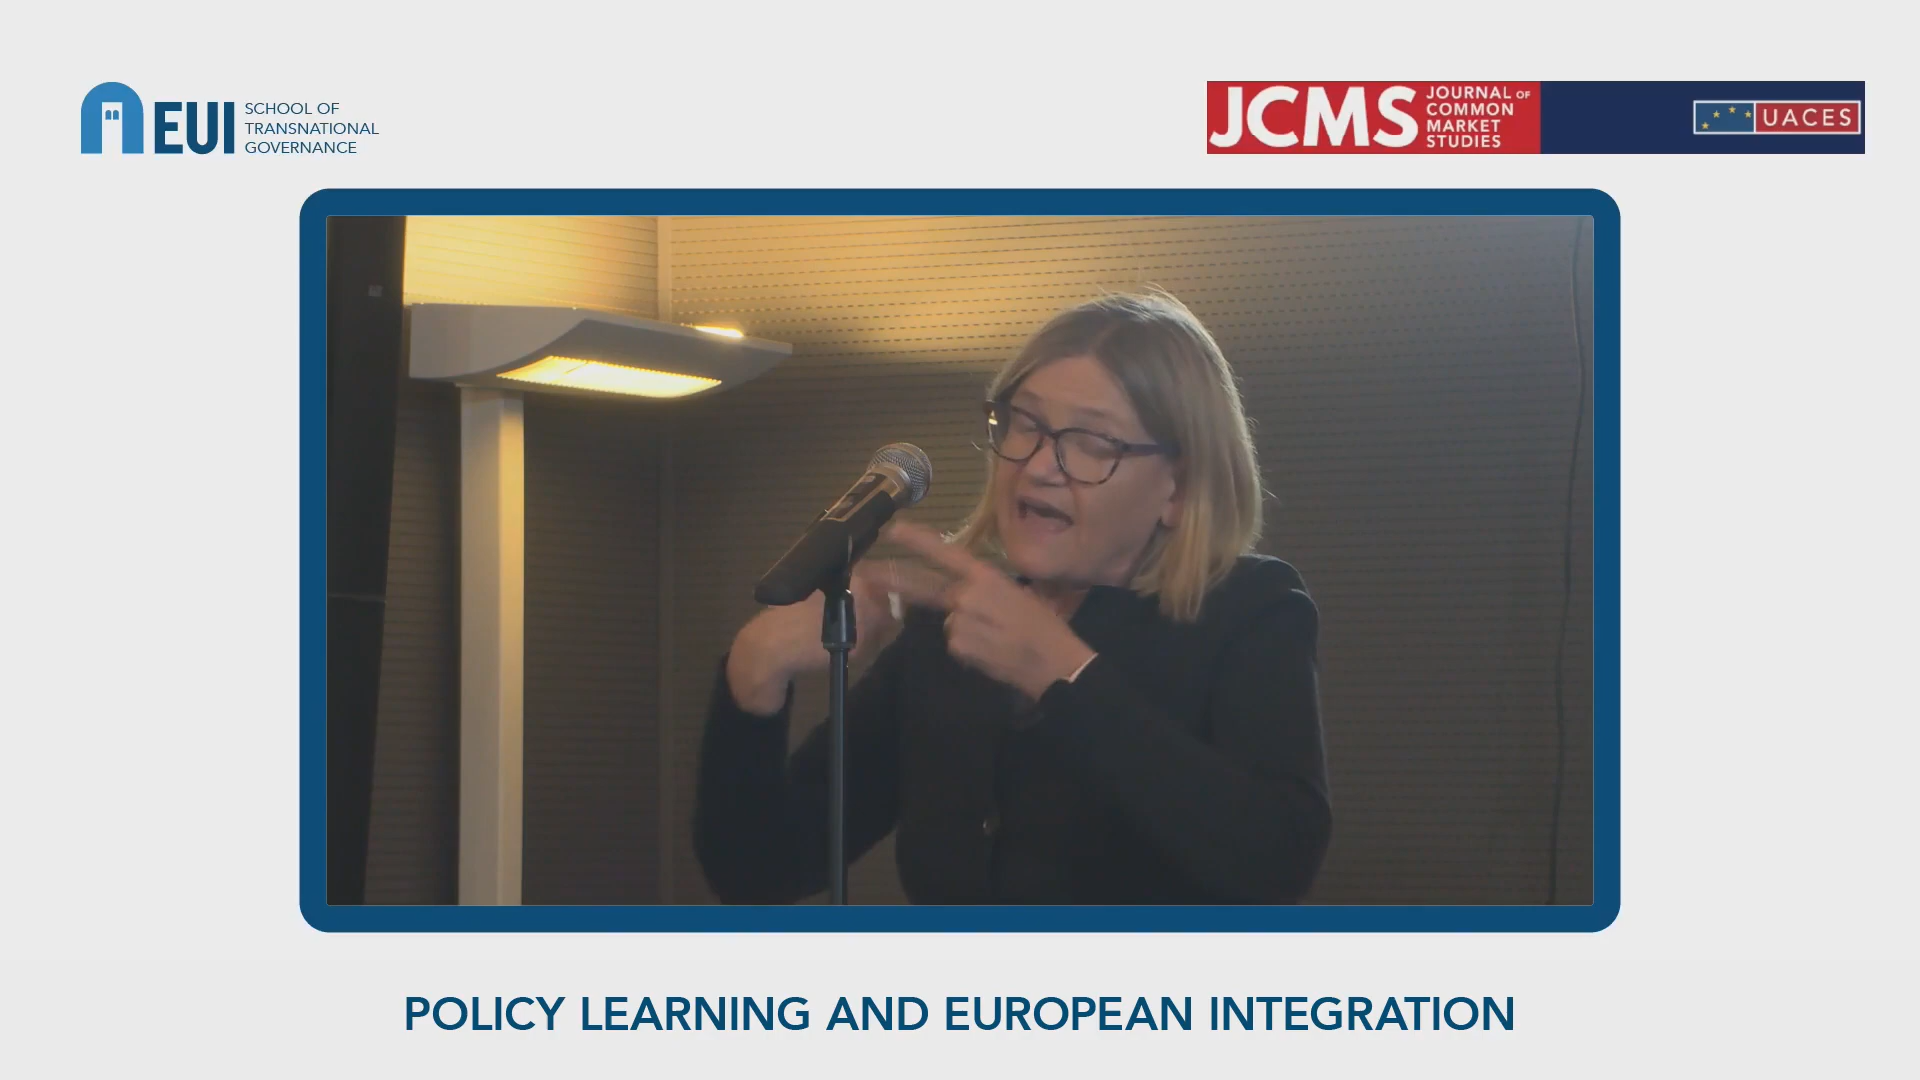 EUI
SCHOOL OF
TRANSNATIONAL
GOVERNANCE
JCMS
JOURNAL OF
COMMON
MARKET
STUDIES
UACES
POLICY LEARNING AND EUROPEAN INTEGRATION